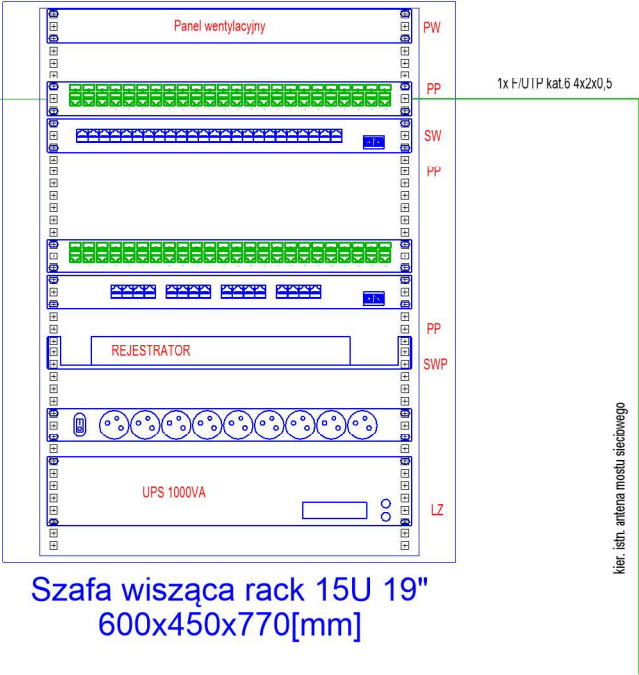 Panel wentylacyjny
PW
PP
1x F/UTP kat.6 4x2x0,5
SW
PP
PP
REJESTRATOR
SWP
UPS 1000VA
LZ
kier. istn. antena mostu sieciowego
Szafa wisząca rack 15U 19"
600x450x770[mm]